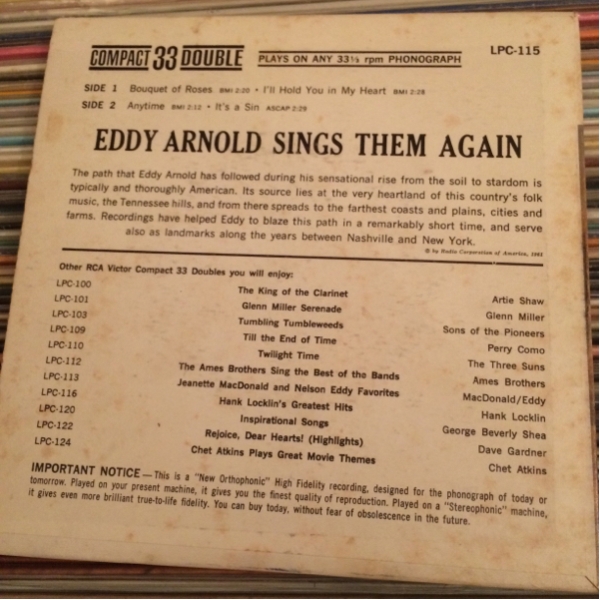 COMPACT 33 DOUBLE PLAYS ON ANY 33⅓ rpm PHONOGRAPH LPC-115
SIDE 1 Bouquet of Roses BMI 2:20 • I'll Hold You in My Heart BMI 2:28
SIDE 2 Anytime BMI 2:12 • It's a Sin ASCAP 2:29
EDDY ARNOLD SINGS THEM AGAIN
The path that Eddy Arnold has followed during his sensational rise from the soil to stardom is
typically and thoroughly American. Its source lies at the very heartland of this country's folk
music, the Tennessee hills, and from there spreads to the farthest coasts and plains, cities and
farms. Recordings have helped Eddy to blaze this path in a remarkably short time, and serve
also as landmarks along the years between Nashville and New York.
© by Radio Corporation of America,
Other RCA Victor Compact 33 Doubles you will enjoy:
LPC-100 The King of the Clarinet Artie Shaw
LPC-101 Glenn Miller Serenade Glenn Miller
LPC-103 Tumbling Tumbleweeds Sons of the Pioneers
LPC-109 Till the End of Time Perry Como
LPC-110 Twilight Time The Three Suns
LPC-112 The Ames Brothers Sing the Best of the Bands Ames Brothers
LPC-113 Jeanette MacDonald and Nelson Eddy Favorites MacDonald/Eddy
LPC-116 Hank Locklin's Greatest Hits Hank Locklin
LPC-120 Inspirational Songs George Beverly Shea
LPC-122 Rejoice, Dear Hearts! (Highlights) Dave Gardner
LPC-124 Chet Atkins Plays Great Movie Themes Chet Atkins
IMPORTANT NOTICE—This is a "New Orthophonic" High Fidelity recording, designed for the phonograph of today or
tomorrow. Played on your present machine, it gives you the finest quality of reproduction. Played on a "Stereophonic" machine,
it gives even more brilliant true-to-life fidelity. You can buy today, without fear of obsolescence in the future.